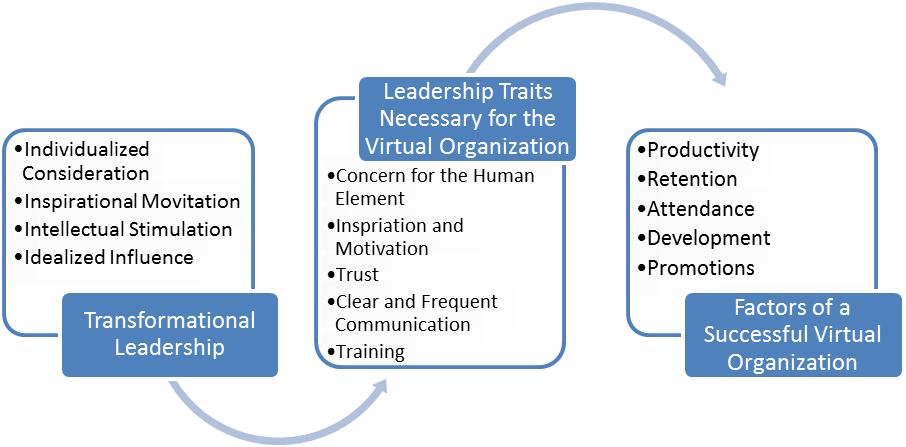 •Individualized
Consideration
•Inspirational Movitation
•Intellectual Stimulation
•Idealized Influence
Transformational
Leadership
Leadership Traits
Necessary for the
Virtual Organization
•Concern for the Human
Element
•Inspriation and
Motivation
•Trust
•Clear and Frequent
Communication
•Training
•Productivity
•Retention
•Attendance
•Development
•Promotions
Factors of a
Successful Virtual
Organization